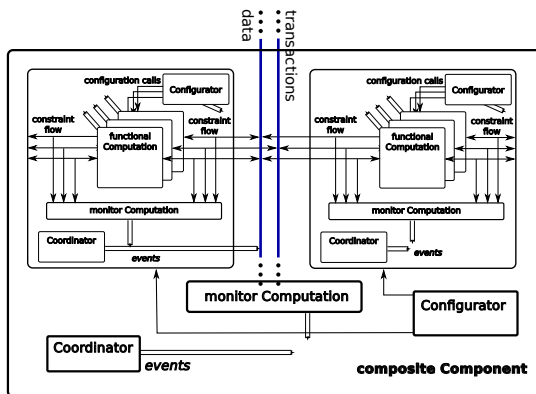 data
transactions
configuration calls
Configurator
constraint
flow
functional
Computation
constraint
flow
monitor Computation
Coordinator
events
configuration calls
Configurator
constraint
flow
functional
Computation
constraint
flow
monitor Computation
Coordinator
events
monitor Computation
Configurator
Coordinator
events
composite Component